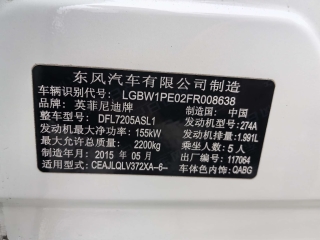 东风汽车有限公司制造
车辆识别代号: LGBW1PE02FR008638
品牌: 英菲尼迪牌 制造国: 中国
整车型号: DFL7205ASL1 发动机型号: 274A
发动机最大净功率: 155kW 发动机排量: 1.991L
最大允许总质量: 2200kg 乘坐人数: 5 人
制造年月: 2015 年 05 月 出厂编号: 117064
适用型式: CEAJLQLV372XA-6- 车体色内饰: QABG